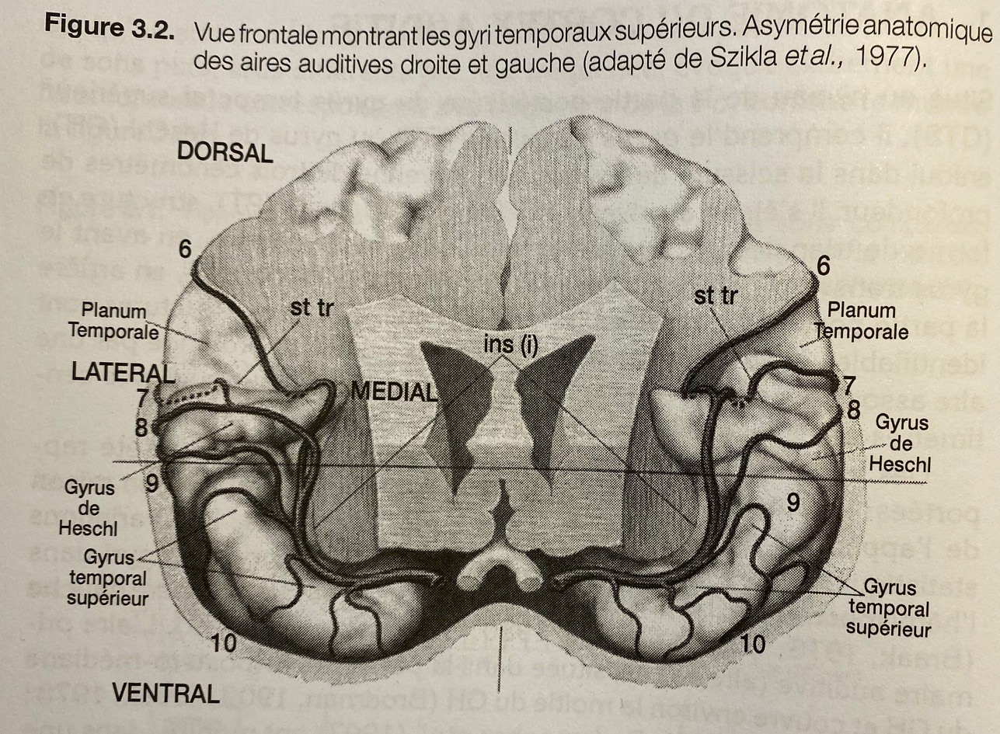 Figure 3.2. Vue frontale montrant les gyri temporaux supérieurs. Asymétrie anatomique
des aires auditives droite et gauche (adapté de Szikla et al., 1977).
DORSAL
6
6
st tr
st tr
Planum
Temporale
Planum
Temporale
ins (i)
LATERAL
MEDIAL
7
7
8
8
Gyrus
de
Heschl
9
Gyrus
de
Heschl
9
Gyrus
temporal
supérieur
Gyrus
temporal
supérieur
10
10
VENTRAL